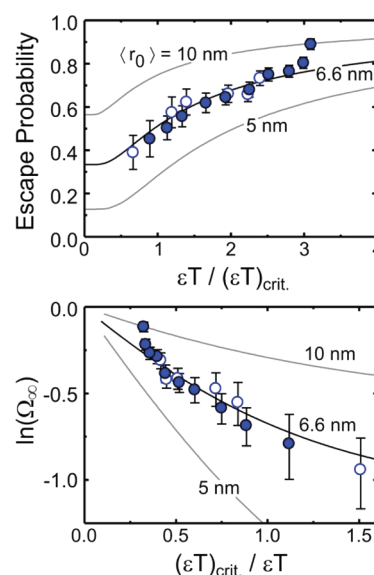 1.0
0.8
0.6
0.4
0.2
0.0
Escape Probability
⟨r₀⟩ = 10 nm
6.6 nm
5 nm
0 1 2 3
εT / (εT)crit.
0.0
-0.5
-1.0
ln(Ω∞)
10 nm
6.6 nm
5 nm
0.0 0.5 1.0 1.5
(εT)crit. / εT